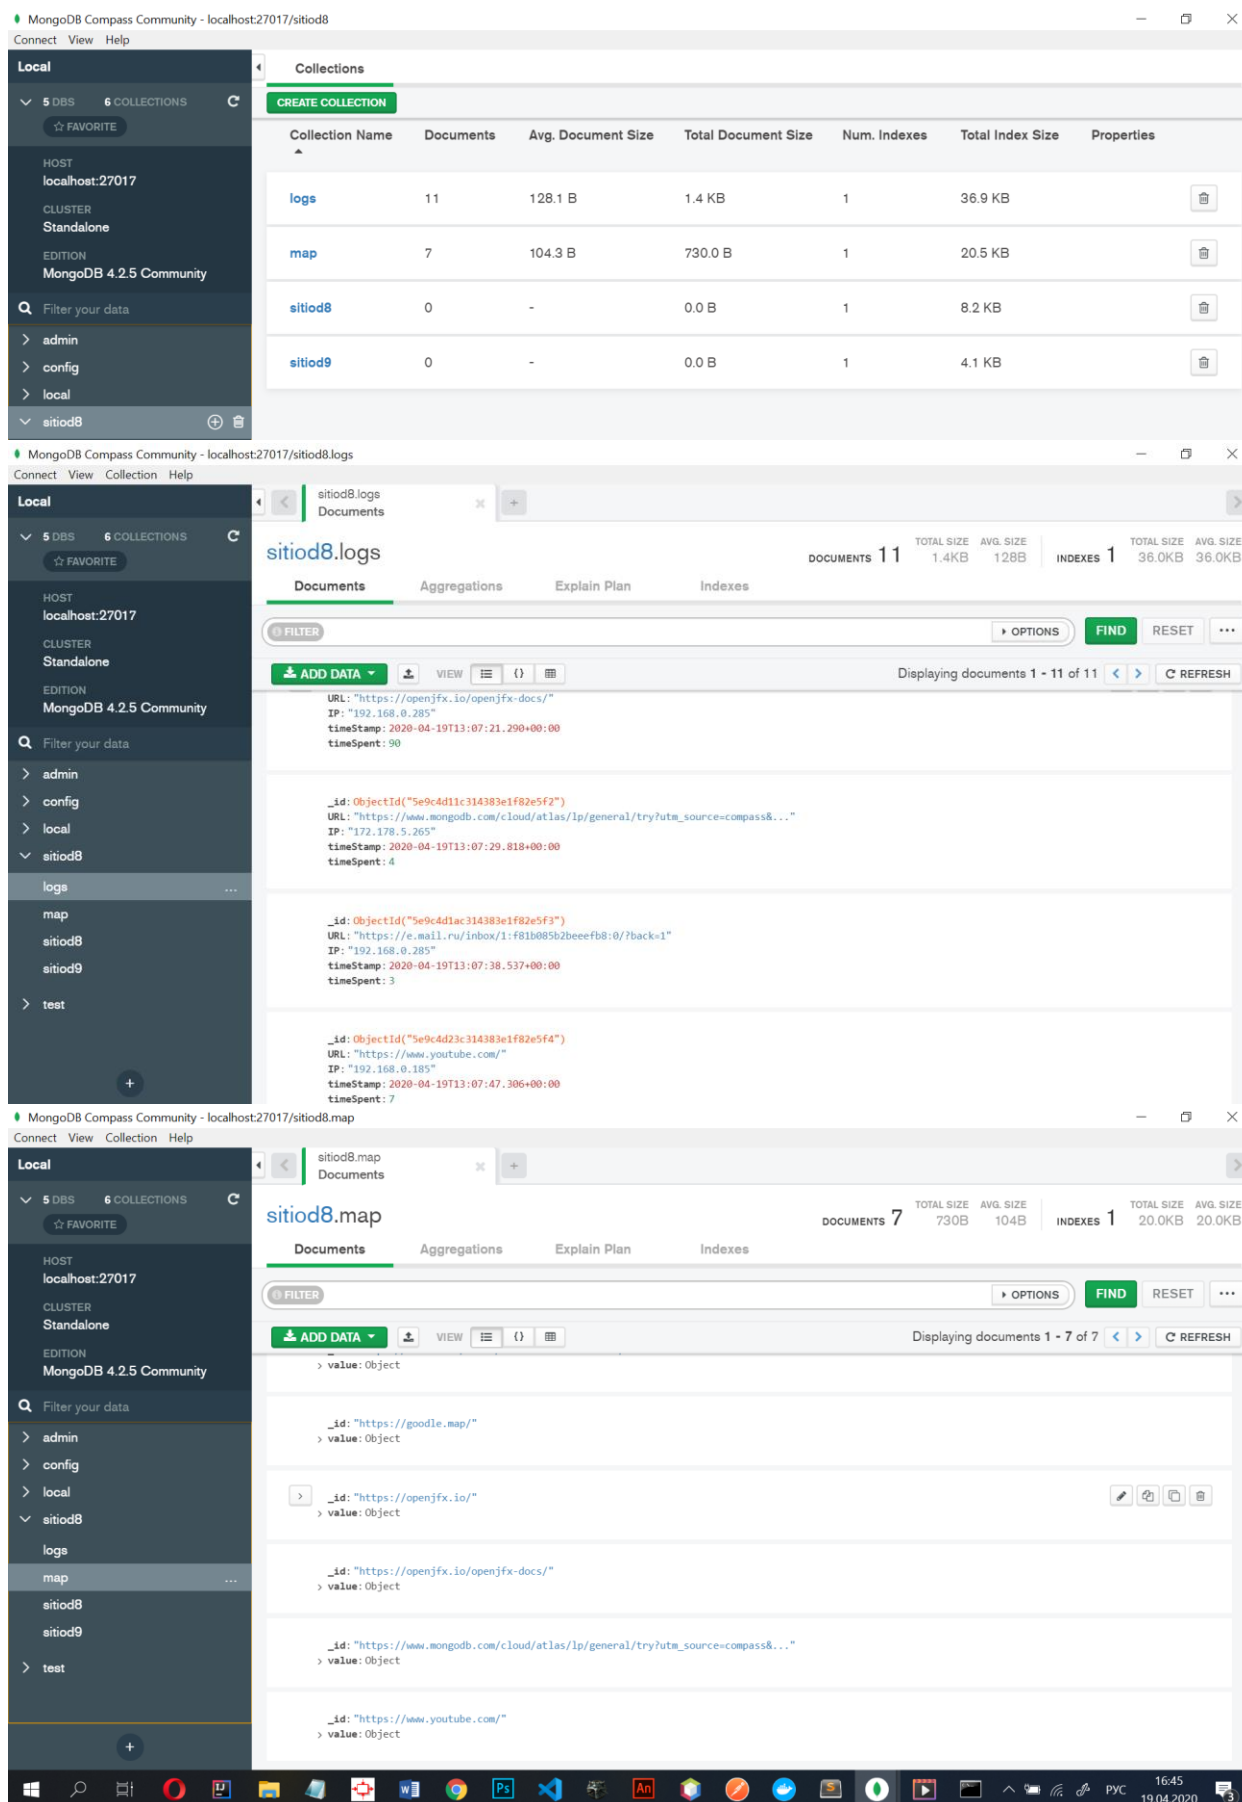 MongoDB Compass Community - localhost:27017/sitiod8
Connect View Help
Local
Collections
5 DBS 6 COLLECTIONS
CREATE COLLECTION
FAVORITE
Collection Name Documents Avg. Document Size Total Document Size Num. Indexes Total Index Size Properties
HOST
localhost:27017
logs 11 128.1 B 1.4 KB 1 36.9 KB
CLUSTER
Standalone
EDITION
MongoDB 4.2.5 Community
map 7 104.3 B 730.0 B 1 20.5 KB
Filter your data
sitiod8 0 - 0.0 B 1 8.2 KB
admin
config
sitiod9 0 - 0.0 B 1 4.1 KB
local
sitiod8
MongoDB Compass Community - localhost:27017/sitiod8.logs
Connect View Collection Help
Local
sitiod8.logs
Documents
5 DBS 6 COLLECTIONS
FAVORITE
sitiod8.logs
DOCUMENTS 11 TOTAL SIZE 1.4KB AVG. SIZE 128B INDEXES 1 TOTAL SIZE 36.0KB AVG. SIZE 36.0KB
Documents Aggregations Explain Plan Indexes
HOST
localhost:27017
CLUSTER
Standalone
EDITION
MongoDB 4.2.5 Community
FILTER OPTIONS FIND RESET ...
ADD DATA VIEW {} Displaying documents 1 - 11 of 11 REFRESH
Filter your data
admin
config
local
sitiod8
logs ...
map
sitiod8
sitiod9
test
URL: "https://openjfx.io/openjfx-docs/"
IP: "192.168.0.285"
timeStamp: 2020-04-19T13:07:21.290+00:00
timeSpent: 90
_id: ObjectId("5e9c4d11c314383e1f82e5f2")
URL: "https://www.mongodb.com/cloud/atlas/lp/general/try?utm_source=compass&..."
IP: "172.178.5.265"
timeStamp: 2020-04-19T13:07:29.818+00:00
timeSpent: 4
_id: ObjectId("5e9c4d1ac314383e1f82e5f3")
URL: "https://e.mail.ru/inbox/1:f81b085b2beeefb8:0/?back=1"
IP: "192.168.0.285"
timeStamp: 2020-04-19T13:07:38.537+00:00
timeSpent: 3
_id: ObjectId("5e9c4d23c314383e1f82e5f4")
URL: "https://www.youtube.com/"
IP: "192.168.0.185"
timeStamp: 2020-04-19T13:07:47.306+00:00
timeSpent: 7
MongoDB Compass Community - localhost:27017/sitiod8.map
Connect View Collection Help
Local
sitiod8.map
Documents
5 DBS 6 COLLECTIONS
FAVORITE
sitiod8.map
DOCUMENTS 7 TOTAL SIZE 730B AVG. SIZE 104B INDEXES 1 TOTAL SIZE 20.0KB AVG. SIZE 20.0KB
Documents Aggregations Explain Plan Indexes
HOST
localhost:27017
CLUSTER
Standalone
EDITION
MongoDB 4.2.5 Community
FILTER OPTIONS FIND RESET ...
ADD DATA VIEW {} Displaying documents 1 - 7 of 7 REFRESH
Filter your data
admin
config
local
sitiod8
logs
map ...
sitiod8
sitiod9
test
value: Object
_id: "https://goodle.map/"
value: Object
_id: "https://openjfx.io/"
value: Object
_id: "https://openjfx.io/openjfx-docs/"
value: Object
_id: "https://www.mongodb.com/cloud/atlas/lp/general/try?utm_source=compass&..."
value: Object
_id: "https://www.youtube.com/"
value: Object
РУС 16:45
19.04.2020